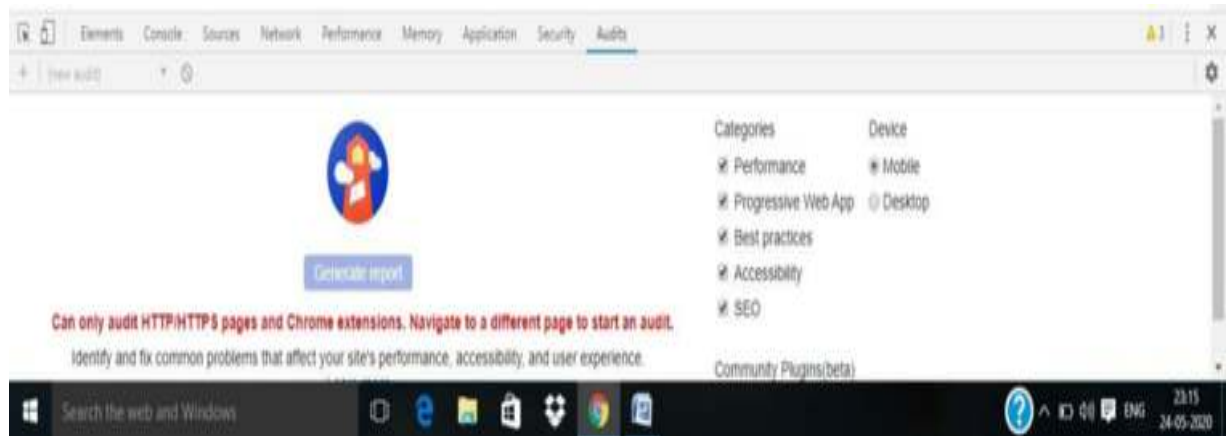 Elements Console Sources Network Performance Memory Application Security Audits
+ (new audit)
Categories Device
Performance Mobile
Progressive Web App Desktop
Best practices
Accessibility
SEO
Community Plugins(beta)
Generate report
Can only audit HTTP/HTTPS pages and Chrome extensions. Navigate to a different page to start an audit.
Identify and fix common problems that affect your site's performance, accessibility, and user experience.
Search the web and Windows
ENG
23:15
24-05-2020